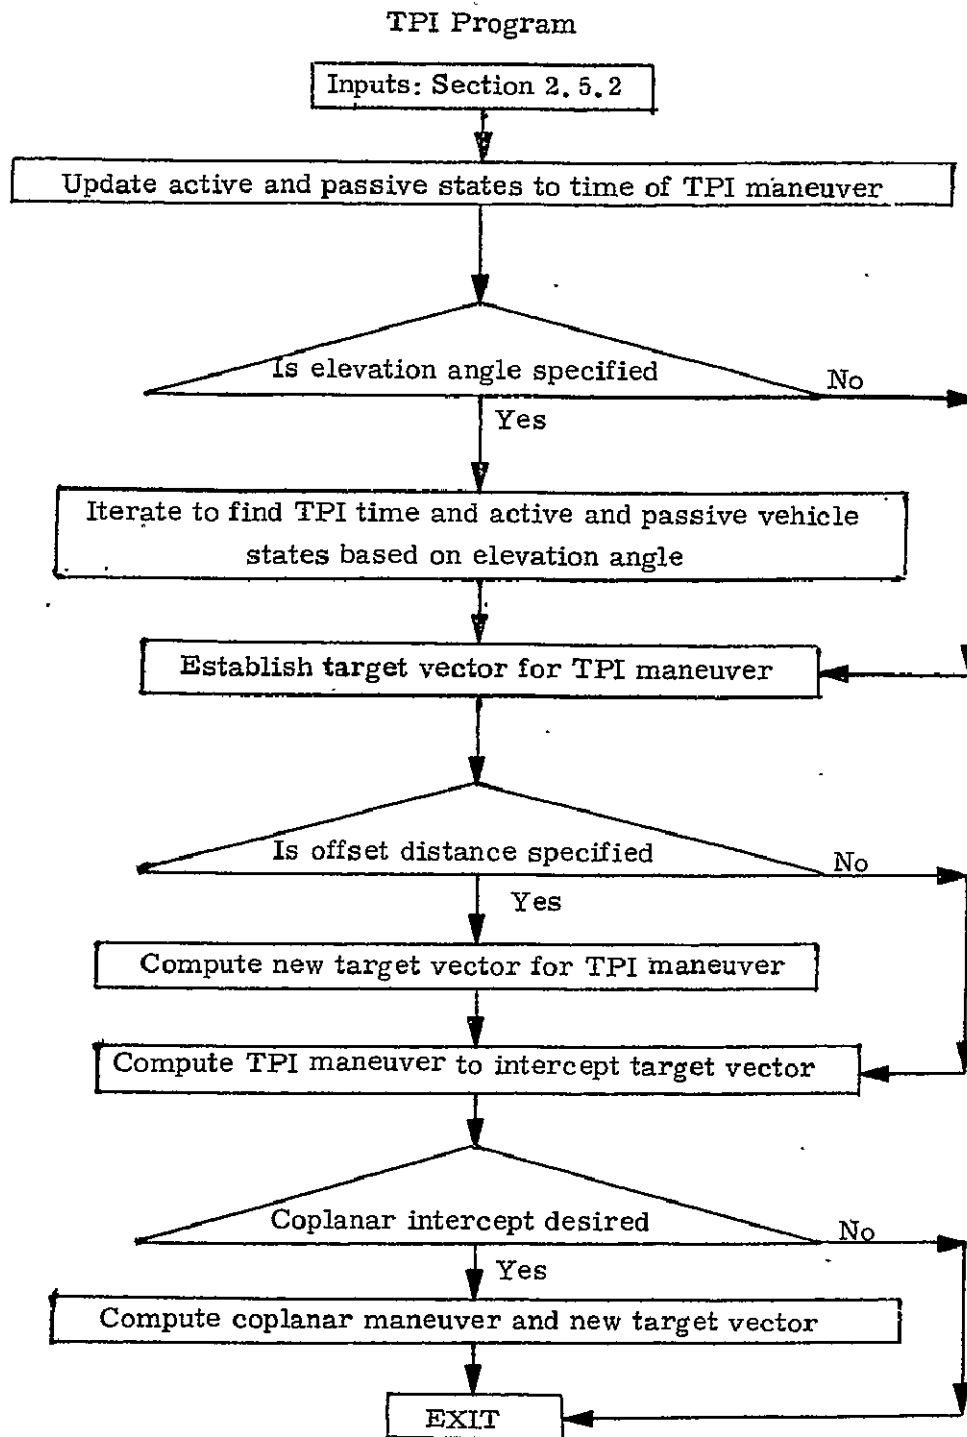 TPI Program
Inputs: Section 2.5.2
Update active and passive states to time of TPI maneuver
Is elevation angle specified
No
Yes
Iterate to find TPI time and active and passive vehicle
states based on elevation angle
Establish target vector for TPI maneuver
Is offset distance specified
No
Yes
Compute new target vector for TPI maneuver
Compute TPI maneuver to intercept target vector
Coplanar intercept desired
No
Yes
Compute coplanar maneuver and new target vector
EXIT